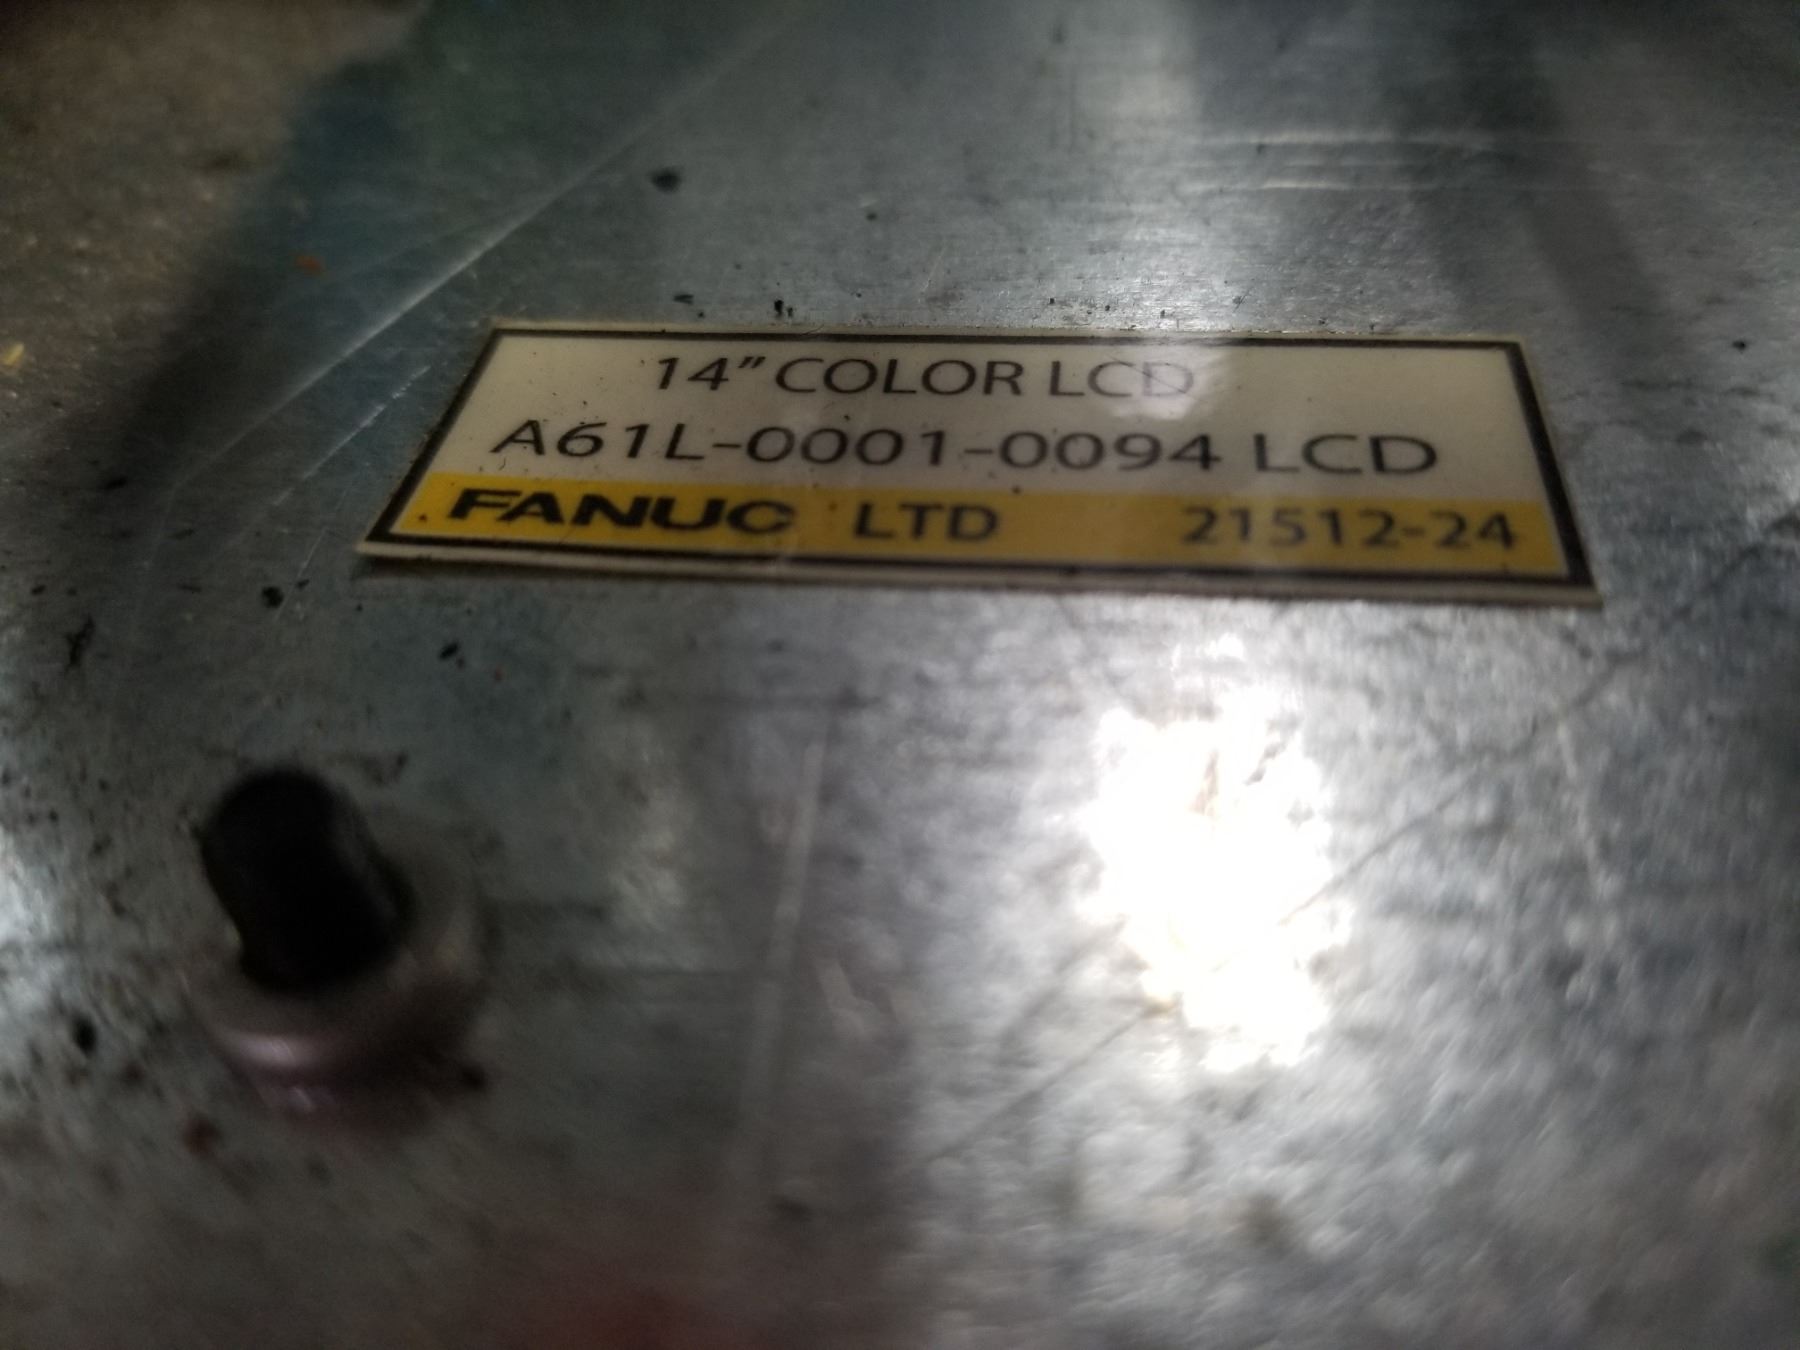 14" COLOR LCD
A61L-0001-0094 LCD
FANUC LTD 21512-24